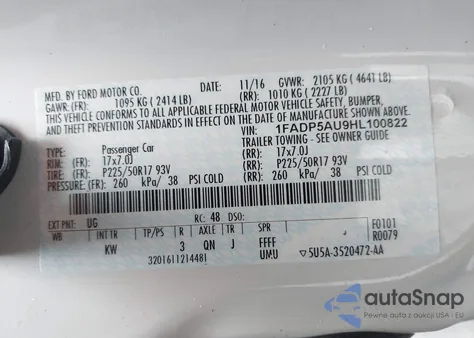 MFD. BY FORD MOTOR CO. DATE: 11/16 GVWR: 2105 KG ( 4641 LB)
GAWR: (FR): 1095 KG ( 2414 LB) (RR): 1010 KG ( 2227 LB)
THIS VEHICLE CONFORMS TO ALL APPLICABLE FEDERAL MOTOR VEHICLE SAFETY, BUMPER,
AND THEFT PREVENTION STANDARDS IN EFFECT ON THE DATE OF MANUFACTURE SHOWN ABOVE.
VIN: 1FADP5AU9HL100822
TYPE: Passenger Car TRAILER TOWING - SEE OWNER GUIDE
RIM: (FR): 17x7.0J (RR): 17x7.0J
TIRE: (FR): P225/50R17 93V (RR): P225/50R17 93V
PRESSURE: (FR): 260 kPa/ 38 PSI COLD (RR): 260 kPa/ 38 PSI COLD
EXT PNT: UG RC: 48 DSO: F0101
WB INT TR TP/PS R AXLE TR SPR R0079
KW 3 QN J FFFF
3201611214481 UMU 5U5A-3520472-AA
autoSnap
Pewne auto z USA i EU